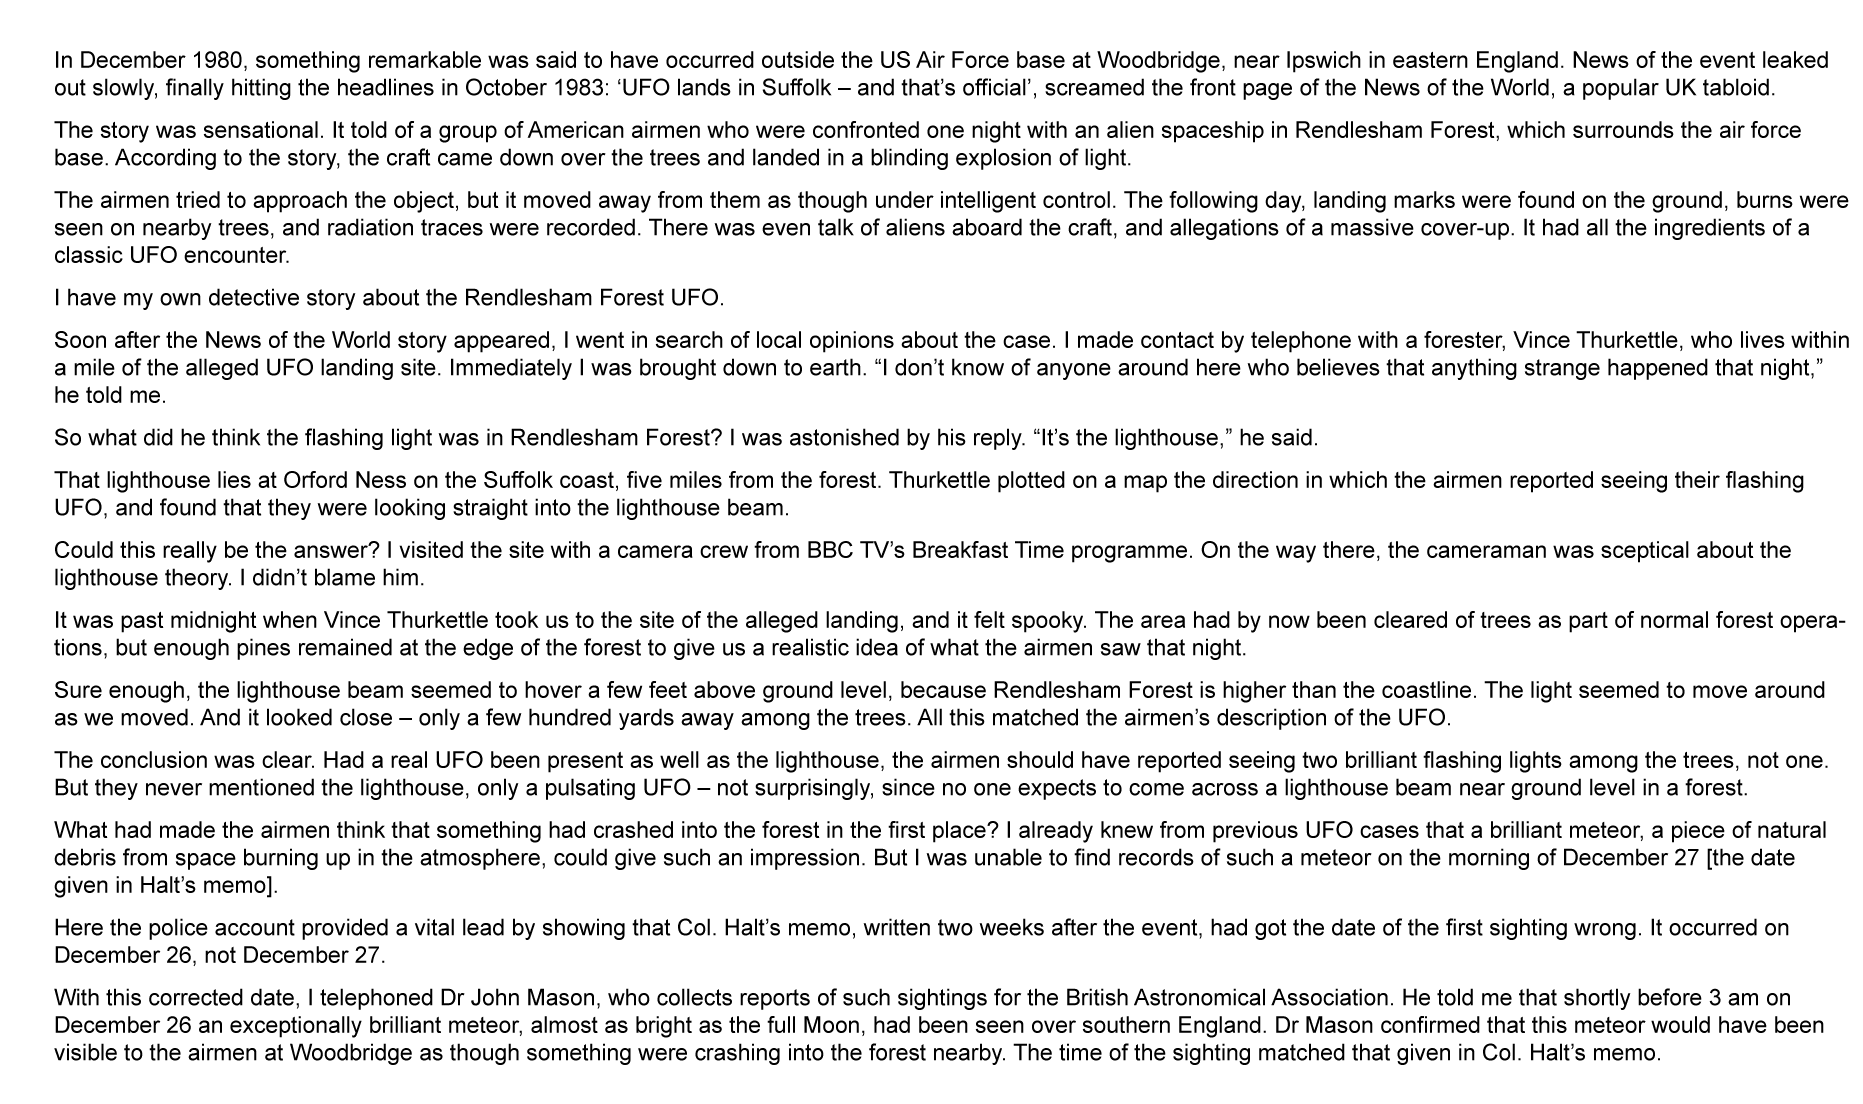 In December 1980, something remarkable was said to have occurred outside the US Air Force base at Woodbridge, near Ipswich in eastern England. News of the event leaked
out slowly, finally hitting the headlines in October 1983: ‘UFO lands in Suffolk – and that’s official’, screamed the front page of the News of the World, a popular UK tabloid.
The story was sensational. It told of a group of American airmen who were confronted one night with an alien spaceship in Rendlesham Forest, which surrounds the air force
base. According to the story, the craft came down over the trees and landed in a blinding explosion of light.
The airmen tried to approach the object, but it moved away from them as though under intelligent control. The following day, landing marks were found on the ground, burns were
seen on nearby trees, and radiation traces were recorded. There was even talk of aliens aboard the craft, and allegations of a massive cover-up. It had all the ingredients of a
classic UFO encounter.
I have my own detective story about the Rendlesham Forest UFO.
Soon after the News of the World story appeared, I went in search of local opinions about the case. I made contact by telephone with a forester, Vince Thurkettle, who lives within
a mile of the alleged UFO landing site. Immediately I was brought down to earth. “I don’t know of anyone around here who believes that anything strange happened that night,”
he told me.
So what did he think the flashing light was in Rendlesham Forest? I was astonished by his reply. “It’s the lighthouse,” he said.
That lighthouse lies at Orford Ness on the Suffolk coast, five miles from the forest. Thurkettle plotted on a map the direction in which the airmen reported seeing their flashing
UFO, and found that they were looking straight into the lighthouse beam.
Could this really be the answer? I visited the site with a camera crew from BBC TV’s Breakfast Time programme. On the way there, the cameraman was sceptical about the
lighthouse theory. I didn’t blame him.
It was past midnight when Vince Thurkettle took us to the site of the alleged landing, and it felt spooky. The area had by now been cleared of trees as part of normal forest opera-
tions, but enough pines remained at the edge of the forest to give us a realistic idea of what the airmen saw that night.
Sure enough, the lighthouse beam seemed to hover a few feet above ground level, because Rendlesham Forest is higher than the coastline. The light seemed to move around
as we moved. And it looked close – only a few hundred yards away among the trees. All this matched the airmen’s description of the UFO.
The conclusion was clear. Had a real UFO been present as well as the lighthouse, the airmen should have reported seeing two brilliant flashing lights among the trees, not one.
But they never mentioned the lighthouse, only a pulsating UFO – not surprisingly, since no one expects to come across a lighthouse beam near ground level in a forest.
What had made the airmen think that something had crashed into the forest in the first place? I already knew from previous UFO cases that a brilliant meteor, a piece of natural
debris from space burning up in the atmosphere, could give such an impression. But I was unable to find records of such a meteor on the morning of December 27 [the date
given in Halt’s memo].
Here the police account provided a vital lead by showing that Col. Halt’s memo, written two weeks after the event, had got the date of the first sighting wrong. It occurred on
December 26, not December 27.
With this corrected date, I telephoned Dr John Mason, who collects reports of such sightings for the British Astronomical Association. He told me that shortly before 3 am on
December 26 an exceptionally brilliant meteor, almost as bright as the full Moon, had been seen over southern England. Dr Mason confirmed that this meteor would have been
visible to the airmen at Woodbridge as though something were crashing into the forest nearby. The time of the sighting matched that given in Col. Halt’s memo.